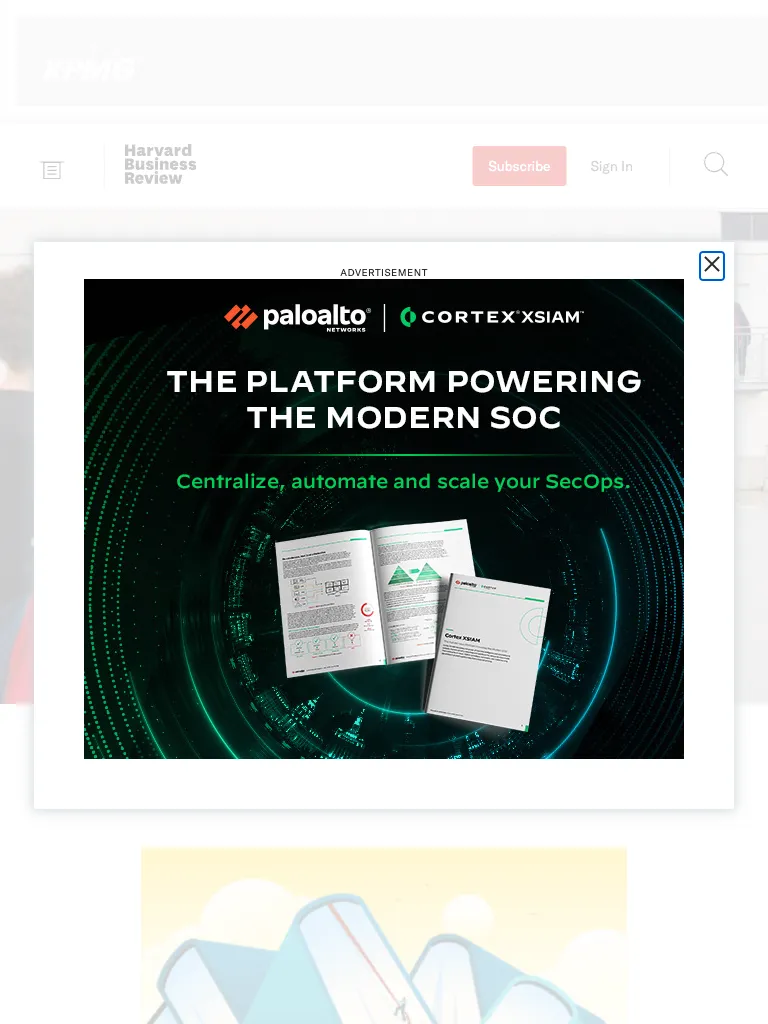 KPMG
Harvard
Business
Review
Subscribe
Sign In
ADVERTISEMENT
paloalto®
NETWORKS
CORTEX® XSIAM™
THE PLATFORM POWERING
THE MODERN SOC
Centralize, automate and scale your SecOps.
Cortex XSIAM